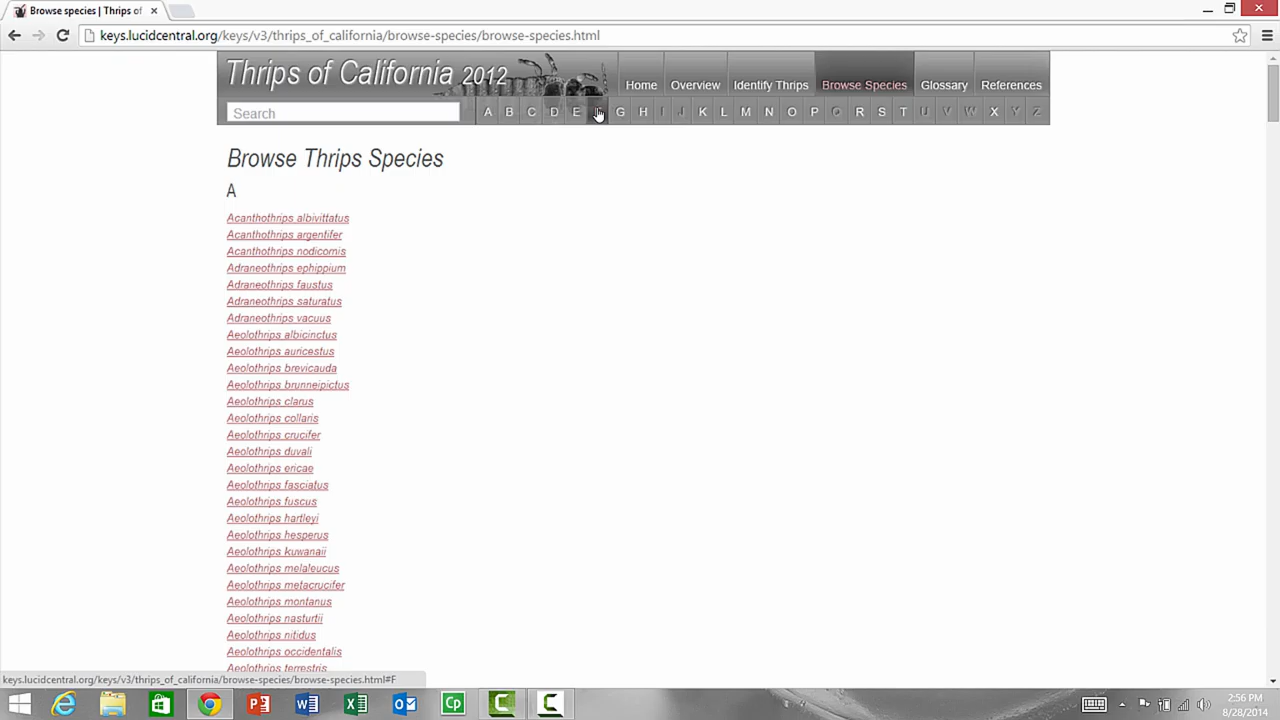 Browse species | Thrips of
keys.lucidcentral.org/keys/v3/thrips_of_california/browse-species/browse-species.html
Thrips of California 2012
Home Overview Identify Thrips Browse Species Glossary References
Search
A B C D E F G H I J K L M N O P Q R S T U V W X Y Z
Browse Thrips Species
A
Acanthothrips albivittatus
Acanthothrips argentifer
Acanthothrips nodicornis
Adraneothrips ephippium
Adraneothrips faustus
Adraneothrips saturatus
Adraneothrips vacuus
Aeolothrips albicinctus
Aeolothrips auricestus
Aeolothrips brevicauda
Aeolothrips brunneipictus
Aeolothrips clarus
Aeolothrips collaris
Aeolothrips crucifer
Aeolothrips duvali
Aeolothrips ericae
Aeolothrips fasciatus
Aeolothrips fuscus
Aeolothrips hartleyi
Aeolothrips hesperus
Aeolothrips kuwanaii
Aeolothrips melaleucus
Aeolothrips metacrucifer
Aeolothrips montanus
Aeolothrips nasturtii
Aeolothrips nitidus
Aeolothrips occidentalis
Aeolothrips terrestris
keys.lucidcentral.org/keys/v3/thrips_of_california/browse-species/browse-species.html#F
2:56 PM
8/28/2014